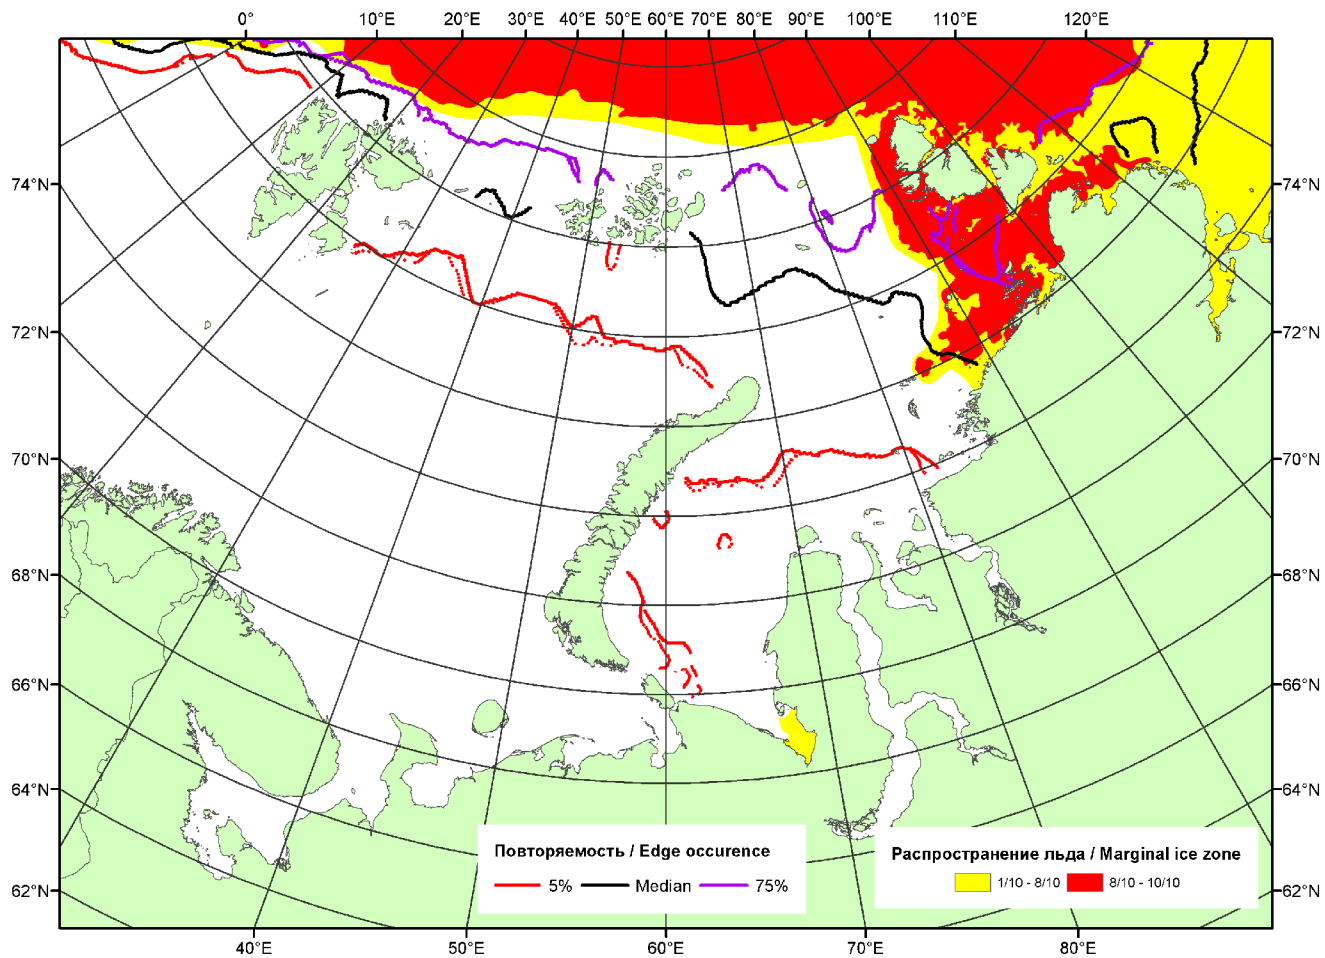 0° 10°E 20°E 30°E 40°E 50°E 60°E 70°E 80°E 90°E 100°E 110°E 120°E
74°N 74°N
72°N 72°N
70°N 70°N
68°N 68°N
66°N 66°N
64°N 64°N
62°N 62°N
Повторяемость / Edge occurence
5% Median 75%
Распространение льда / Marginal ice zone
1/10 - 8/10 8/10 - 10/10
40°E 50°E 60°E 70°E 80°E